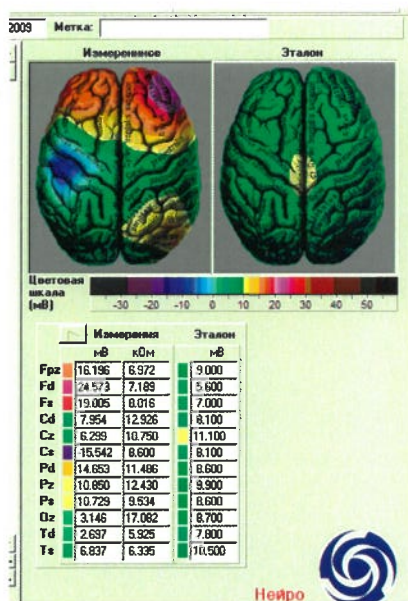 2009 Метка:
Измеренное Эталон
Цветовая
шкала
(мВ)
-30 -20 -10 0 10 20 30 40 50
Измерения Эталон
мВ кОм мВ
Fpz 16.196 6.972 9.000
Fd 24.573 7.189 5.600
Fs 19.005 8.016 7.000
Cd 7.954 12.926 8.100
Cz 6.299 10.750 11.100
Cs -15.542 8.600 8.100
Pd 14.653 11.486 8.600
Pz 10.850 12.430 9.900
Ps 10.729 9.534 8.600
Oz 3.146 17.082 8.700
Td 2.697 5.925 7.800
Ts 6.837 6.335 10.500
Нейро